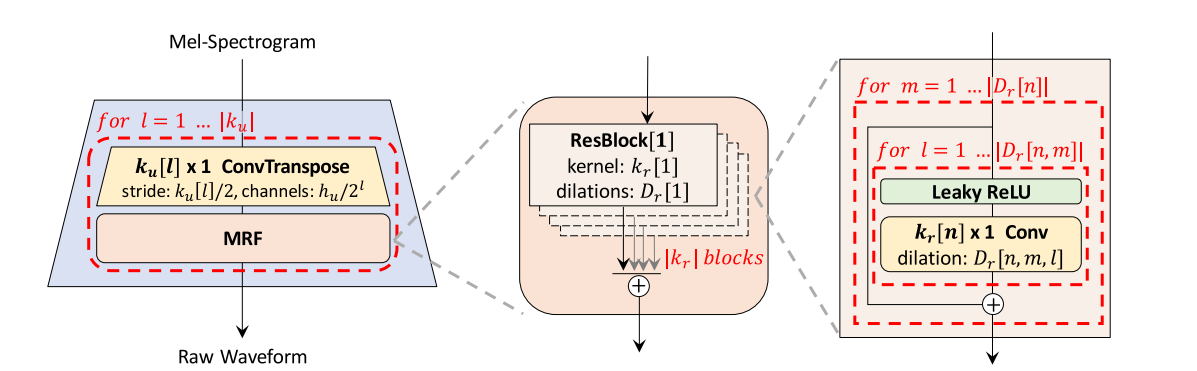 Mel-Spectrogram
for l = 1 … |k_u|
k_u[l] x 1 ConvTranspose
stride: k_u[l]/2, channels: h_u/2^l
MRF
Raw Waveform
ResBlock[1]
kernel: k_r[1]
dilations: D_r[1]
|k_r| blocks
+
for m = 1 …|D_r[n]|
for l = 1 …|D_r[n, m]|
Leaky ReLU
k_r[n] x 1 Conv
dilation: D_r[n, m, l]
+